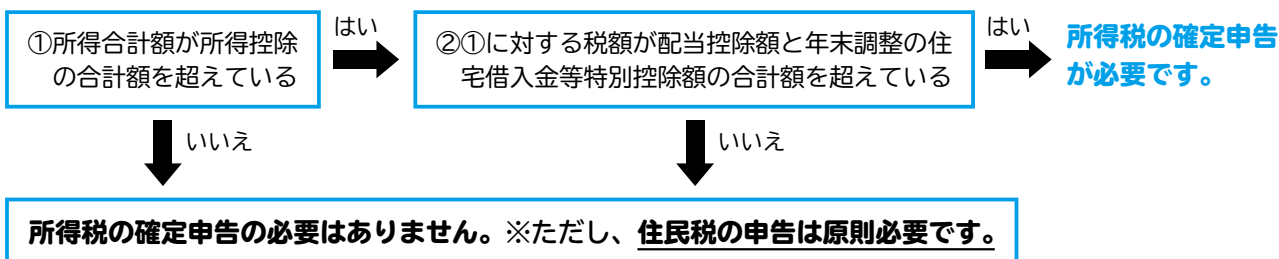 ①所得合計額が所得控除
の合計額を超えている
はい
②①に対する税額が配当控除額と年末調整の住
宅借入金等特別控除額の合計額を超えている
はい
所得税の確定申告
が必要です。
いいえ
いいえ
所得税の確定申告の必要はありません。※ただし、住民税の申告は原則必要です。